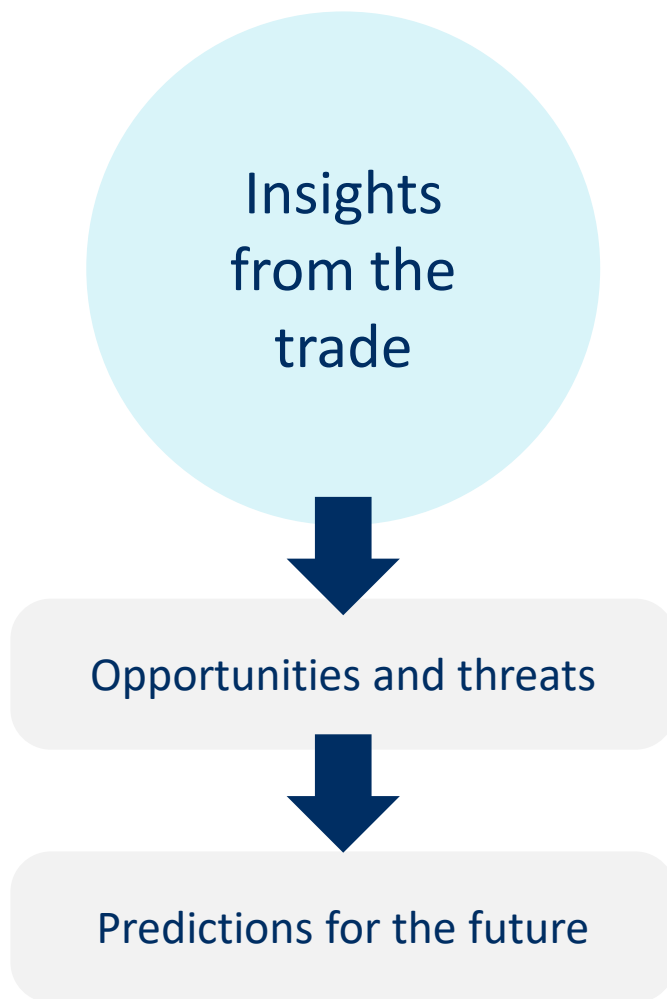 Insights
from the
trade
Opportunities and threats
Predictions for the future